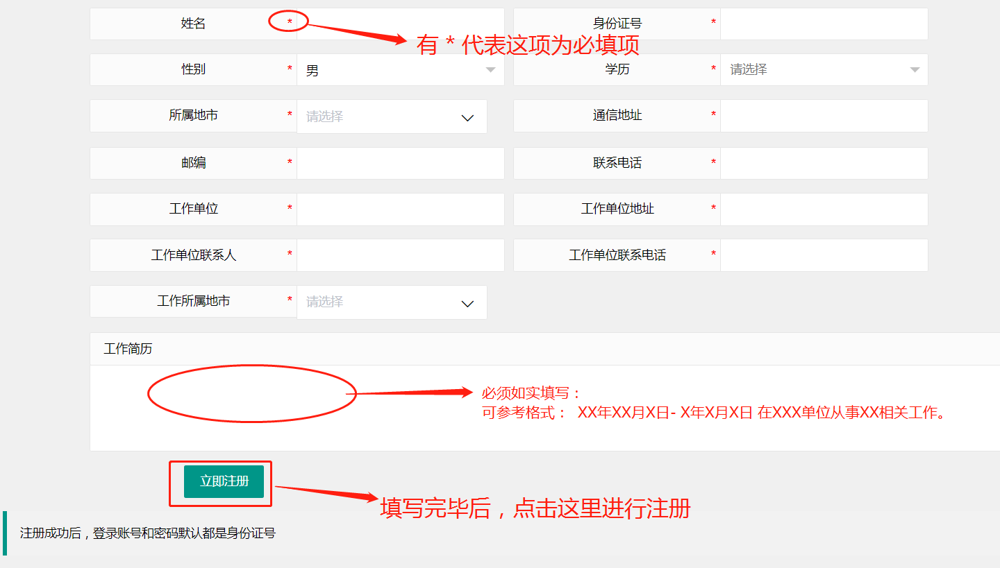 姓名 * 身份证号 *
有 * 代表这项为必填项
性别 * 男 学历 * 请选择
所属地市 * 请选择 通信地址 *
邮编 * 联系电话 *
工作单位 * 工作单位地址 *
工作单位联系人 * 工作单位联系电话 *
工作所属地市 * 请选择
工作简历
必须如实填写：
可参考格式： XX年XX月X日- X年X月X日 在XXX单位从事XX相关工作。
立即注册
填写完毕后，点击这里进行注册
注册成功后，登录账号和密码默认都是身份证号